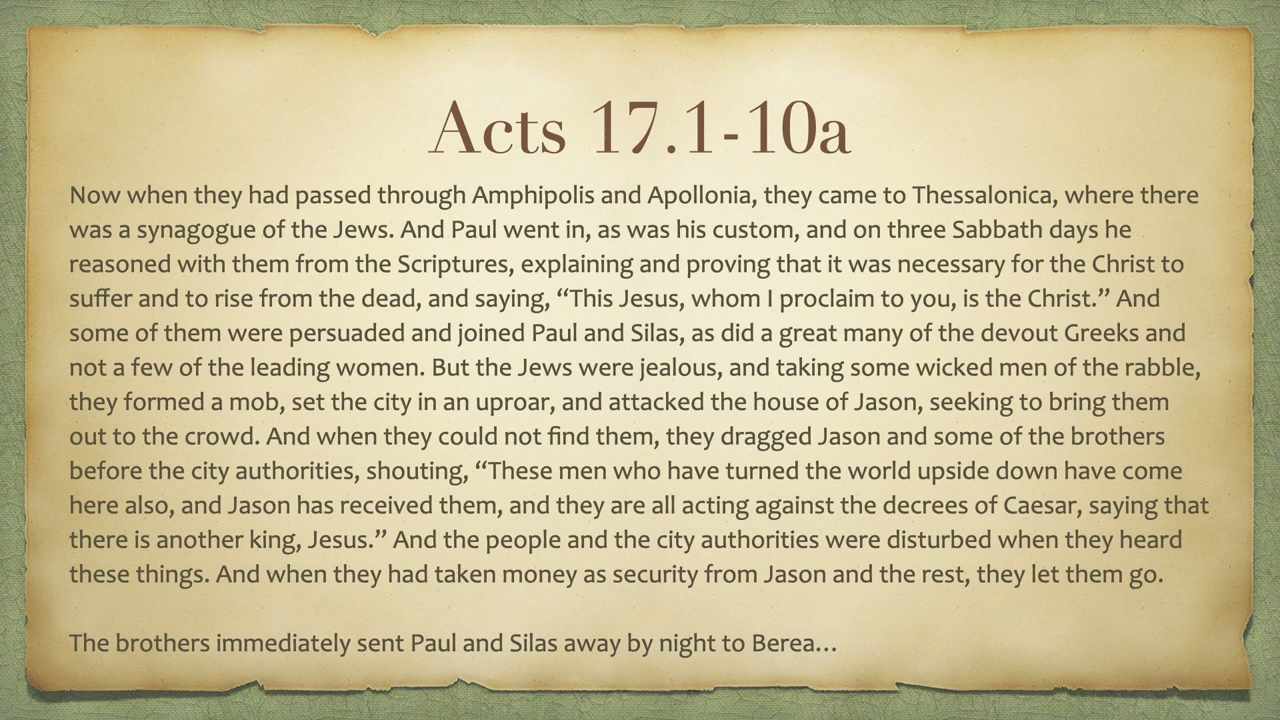 Acts 17.1-10a
Now when they had passed through Amphipolis and Apollonia, they came to Thessalonica, where there
was a synagogue of the Jews. And Paul went in, as was his custom, and on three Sabbath days he
reasoned with them from the Scriptures, explaining and proving that it was necessary for the Christ to
suffer and to rise from the dead, and saying, “This Jesus, whom I proclaim to you, is the Christ.” And
some of them were persuaded and joined Paul and Silas, as did a great many of the devout Greeks and
not a few of the leading women. But the Jews were jealous, and taking some wicked men of the rabble,
they formed a mob, set the city in an uproar, and attacked the house of Jason, seeking to bring them
out to the crowd. And when they could not find them, they dragged Jason and some of the brothers
before the city authorities, shouting, “These men who have turned the world upside down have come
here also, and Jason has received them, and they are all acting against the decrees of Caesar, saying that
there is another king, Jesus.” And the people and the city authorities were disturbed when they heard
these things. And when they had taken money as security from Jason and the rest, they let them go.
The brothers immediately sent Paul and Silas away by night to Berea…